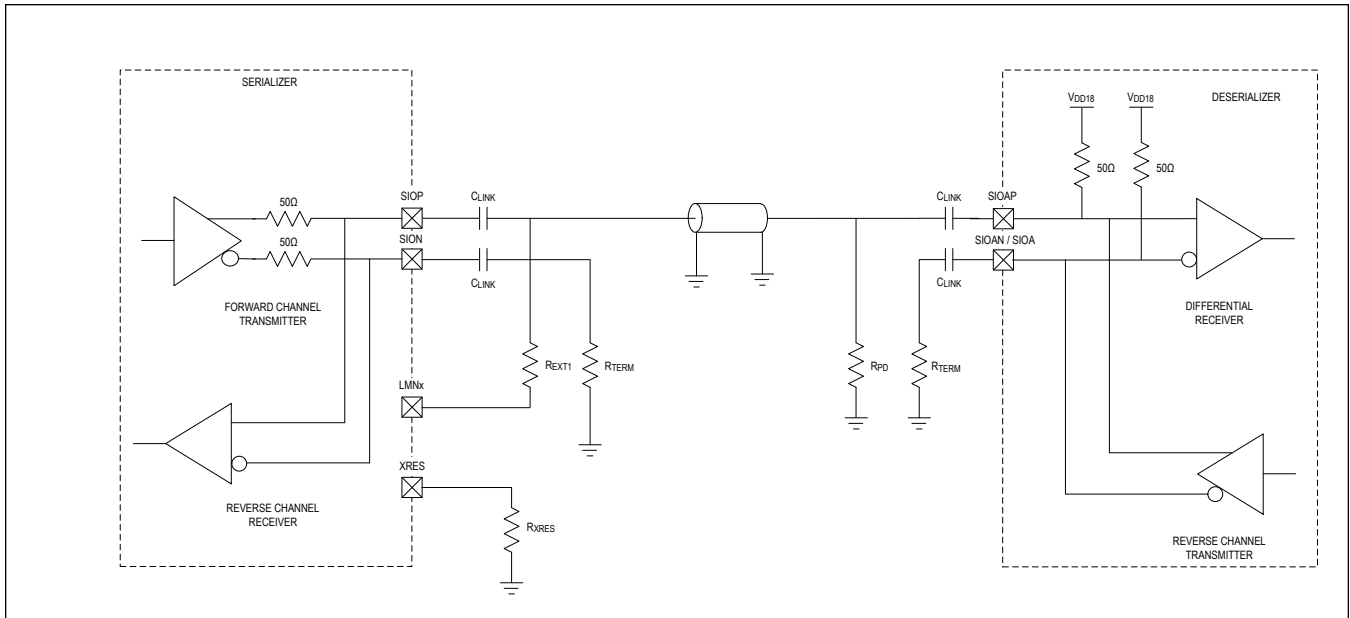 SERIALIZER
50Ω
50Ω
FORWARD CHANNEL
TRANSMITTER
REVERSE CHANNEL
RECEIVER
SIOP
SION
LMNx
XRES
CLINK
CLINK
REXT1
RTERM
RXRES
RPD
RTERM
CLINK
CLINK
SIOAP
SIOAN / SIOA
VDD18
VDD18
DESERIALIZER
50Ω
50Ω
DIFFERENTIAL
RECEIVER
REVERSE CHANNEL
TRANSMITTER